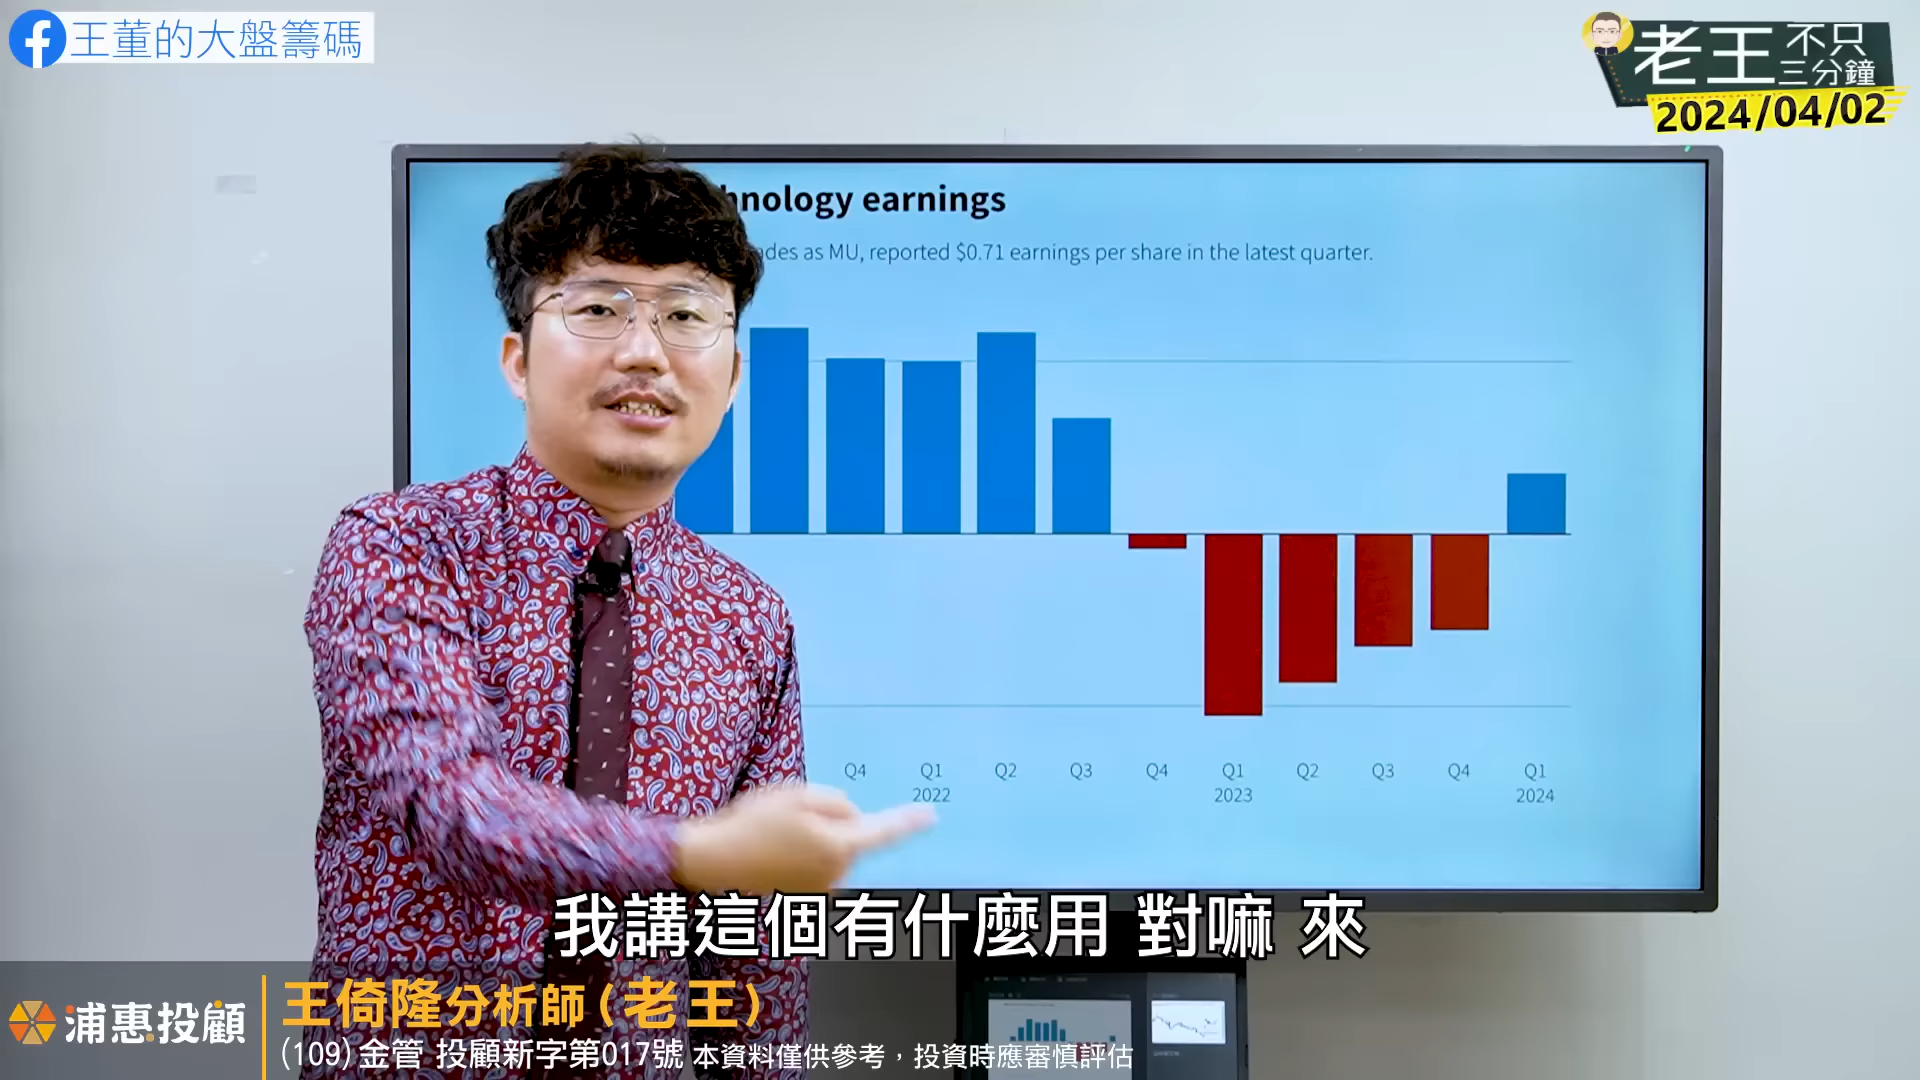 王董的大盤籌碼
老王 不只三分鐘
2024/04/02
hnology earnings
des as MU, reported $0.71 earnings per share in the latest quarter.
Q4 Q1 Q2 Q3 Q4 Q1 Q2 Q3 Q4 Q1
2022 2023 2024
我講這個有什麼用 對嘛 來
浦惠投顧
王倚隆分析師(老王)
(109)金管 投顧新字第017號 本資料僅供參考，投資時應審慎評估